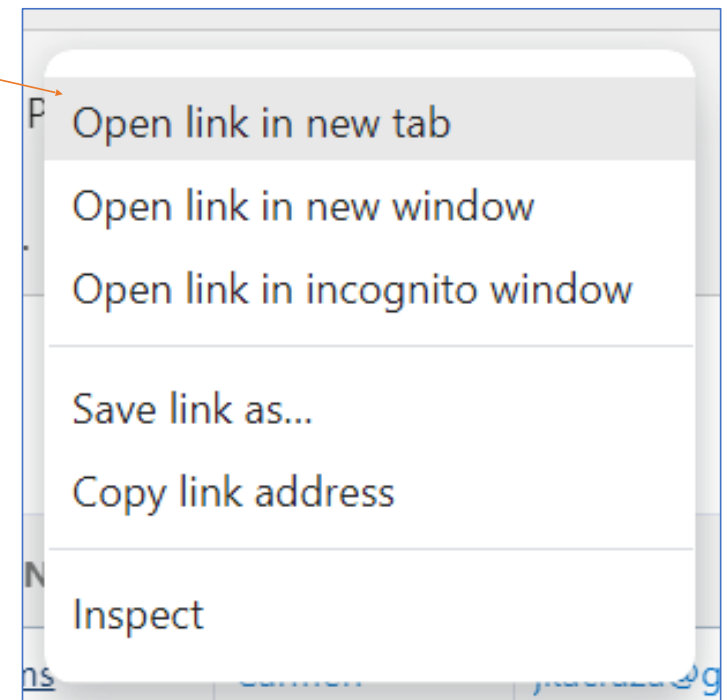 P
Open link in new tab
Open link in new window
Open link in incognito window
Save link as...
Copy link address
N
Inspect
ns